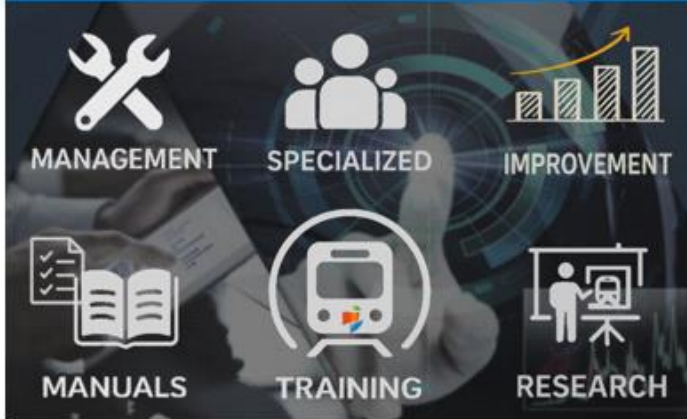 MANAGEMENT
SPECIALIZED
IMPROVEMENT
MANUALS
TRAINING
RESEARCH